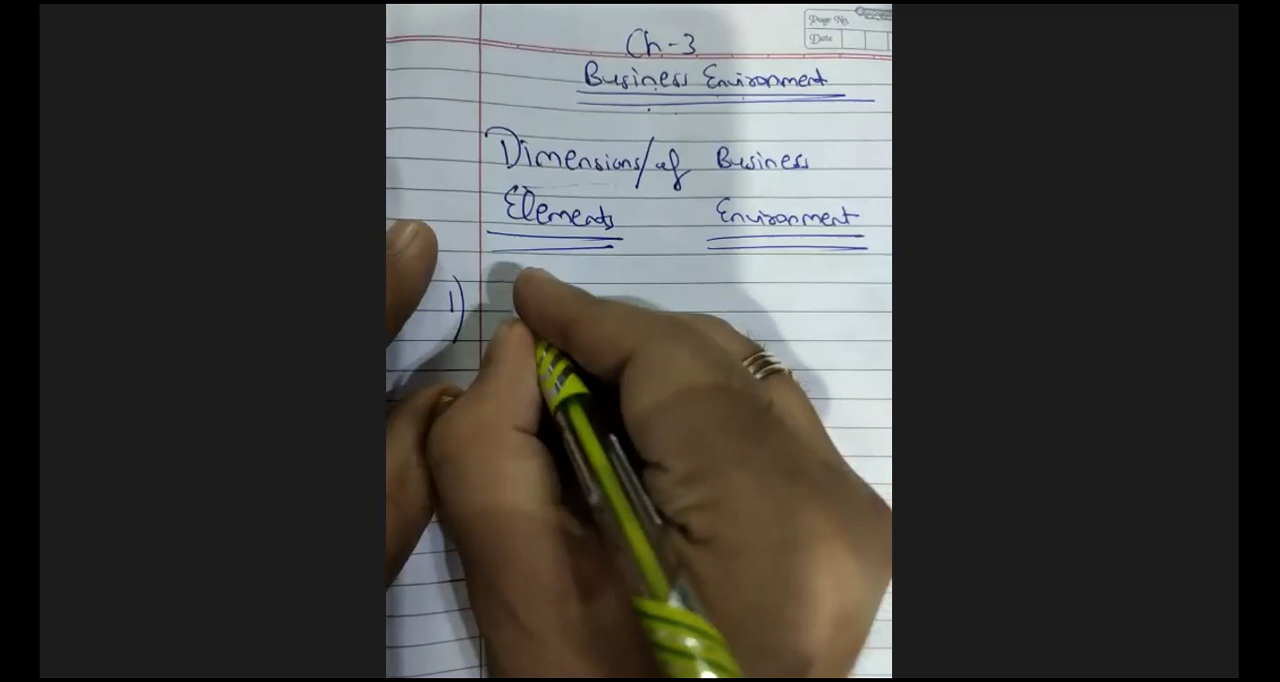 Page No.
Date
Ch-3
Business Environment
Dimensions/of Business
Elements Environment
1)